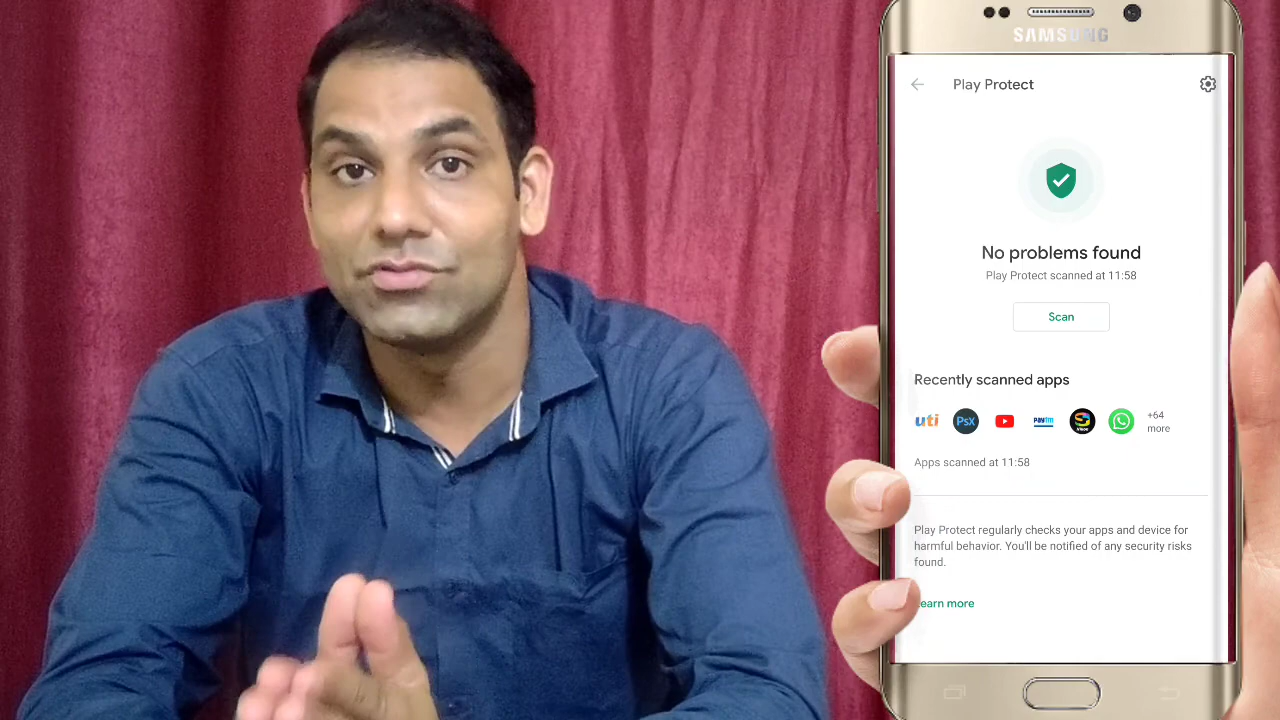 SAMSUNG
Play Protect
No problems found
Play Protect scanned at 11:58
Scan
Recently scanned apps
uti
PsX
Paytm
+64
more
Apps scanned at 11:58
Play Protect regularly checks your apps and device for
harmful behavior. You'll be notified of any security risks
found.
earn more